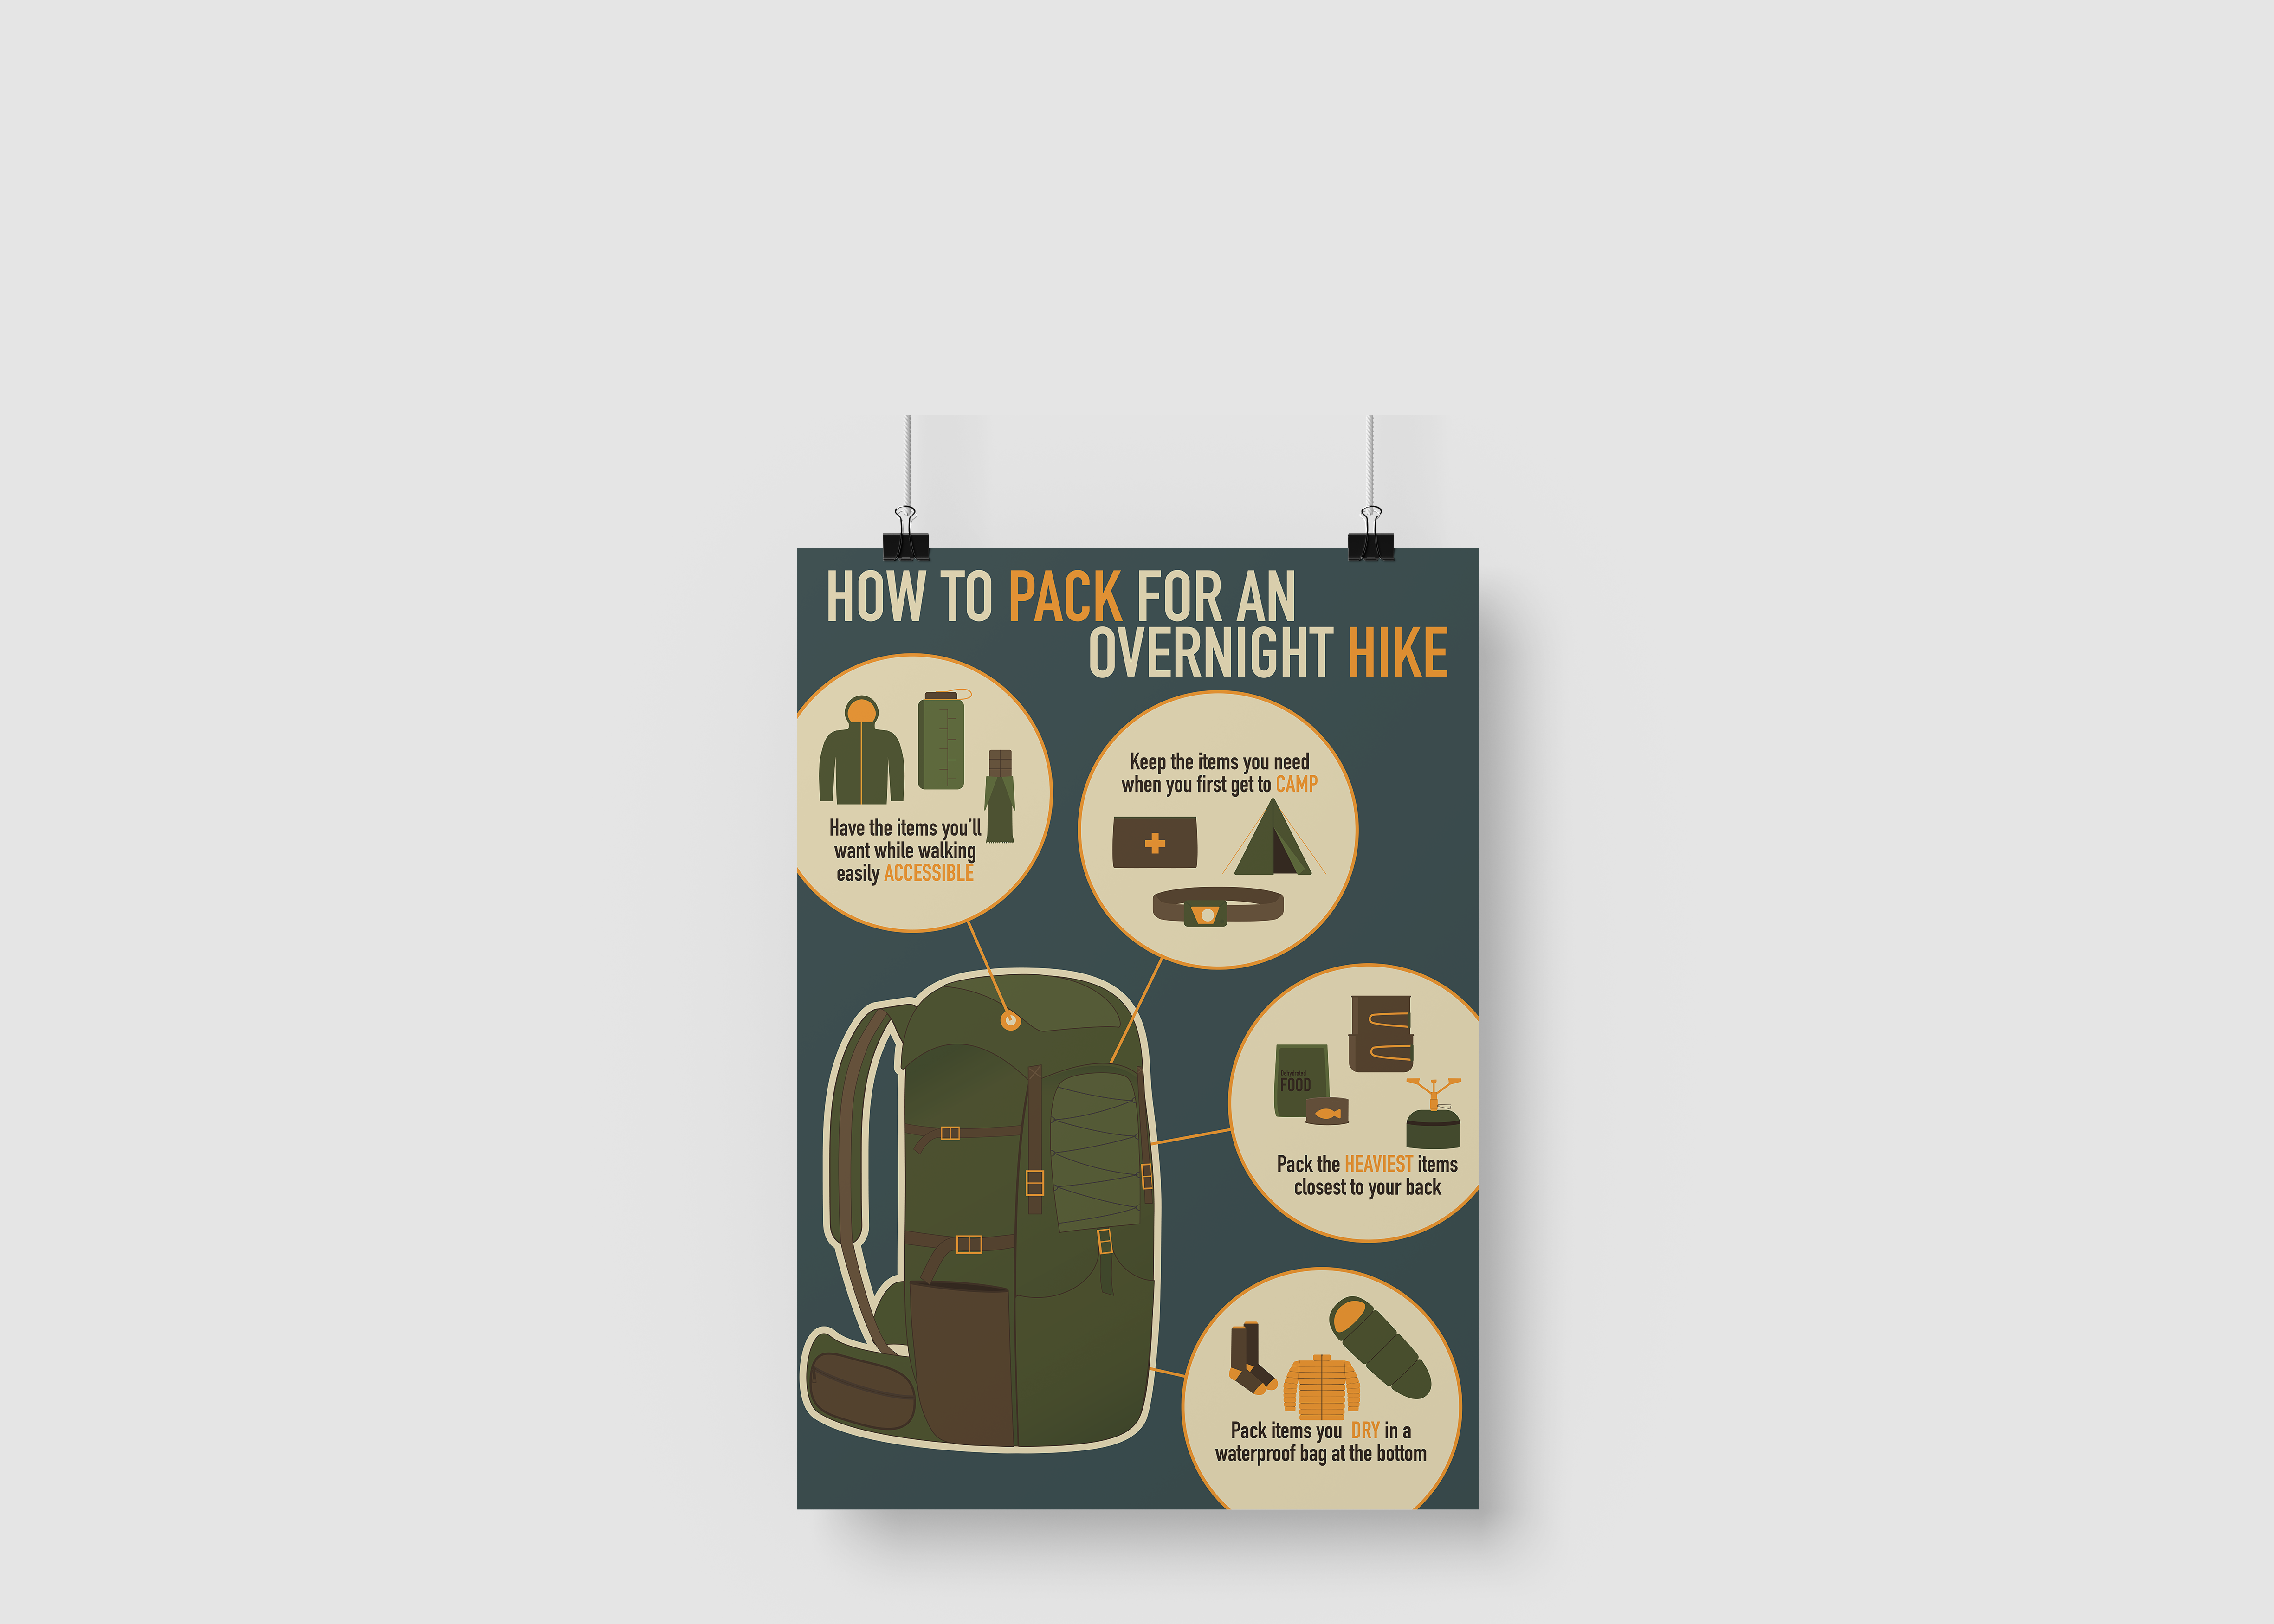 HOW TO PACK FOR AN
OVERNIGHT HIKE
Have the items you'll
want while walking
easily ACCESSIBLE
Keep the items you need
when you first get to CAMP
Dehydrated
FOOD
Pack the HEAVIEST items
closest to your back
Pack items you DRY in a
waterproof bag at the bottom